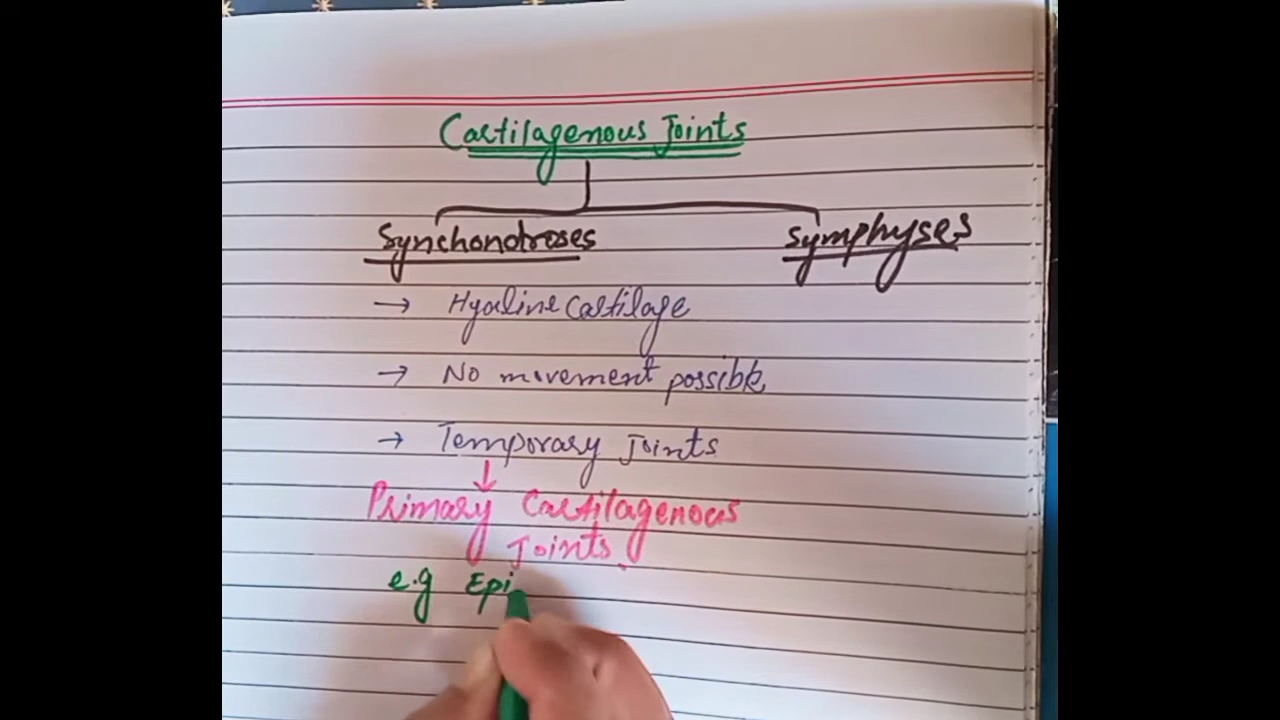 Cartilagenous Joints
Synchondroses
Symphyses
→ Hyaline Cartilage
→ No movement possible
→ Temporary Joints
↓
Primary Cartilagenous
Joints.
e.g Epi